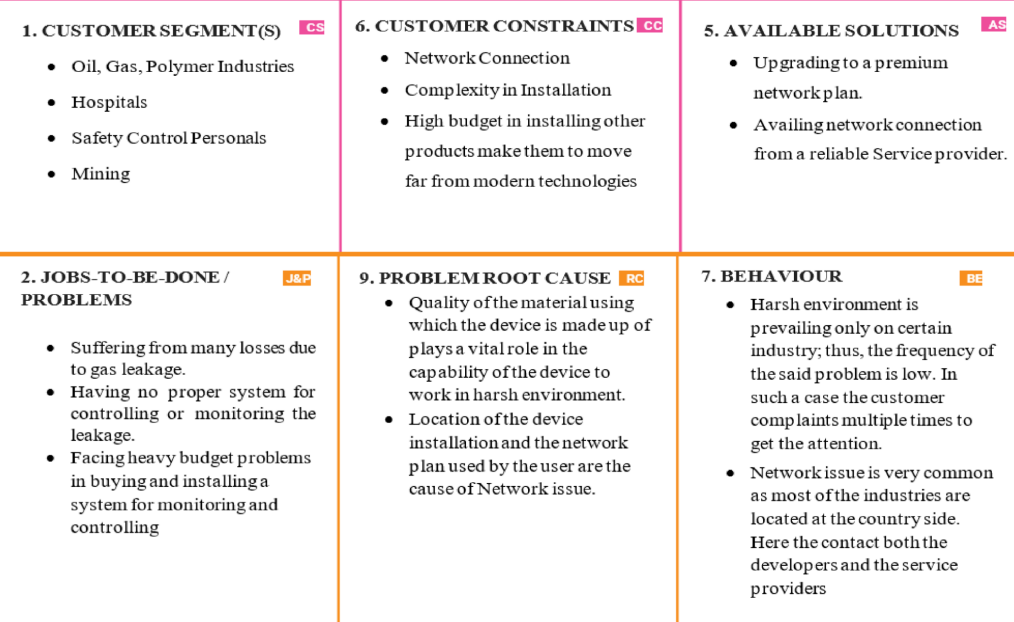 1. CUSTOMER SEGMENT(S) CS
• Oil, Gas, Polymer Industries
• Hospitals
• Safety Control Personals
• Mining
6. CUSTOMER CONSTRAINTS CC
• Network Connection
• Complexity in Installation
• High budget in installing other
products make them to move
far from modern technologies
5. AVAILABLE SOLUTIONS AS
• Upgrading to a premium
network plan.
• Availing network connection
from a reliable Service provider.
2. JOBS-TO-BE-DONE / J&P
PROBLEMS
• Suffering from many losses due
to gas leakage.
• Having no proper system for
controlling or monitoring the
leakage.
• Facing heavy budget problems
in buying and installing a
system for monitoring and
controlling
9. PROBLEM ROOT CAUSE RC
• Quality of the material using
which the device is made up of
plays a vital role in the
capability of the device to
work in harsh environment.
• Location of the device
installation and the network
plan used by the user are the
cause of Network issue.
7. BEHAVIOUR BE
• Harsh environment is
prevailing only on certain
industry; thus, the frequency of
the said problem is low. In
such a case the customer
complaints multiple times to
get the attention.
• Network issue is very common
as most of the industries are
located at the country side.
Here the contact both the
developers and the service
providers